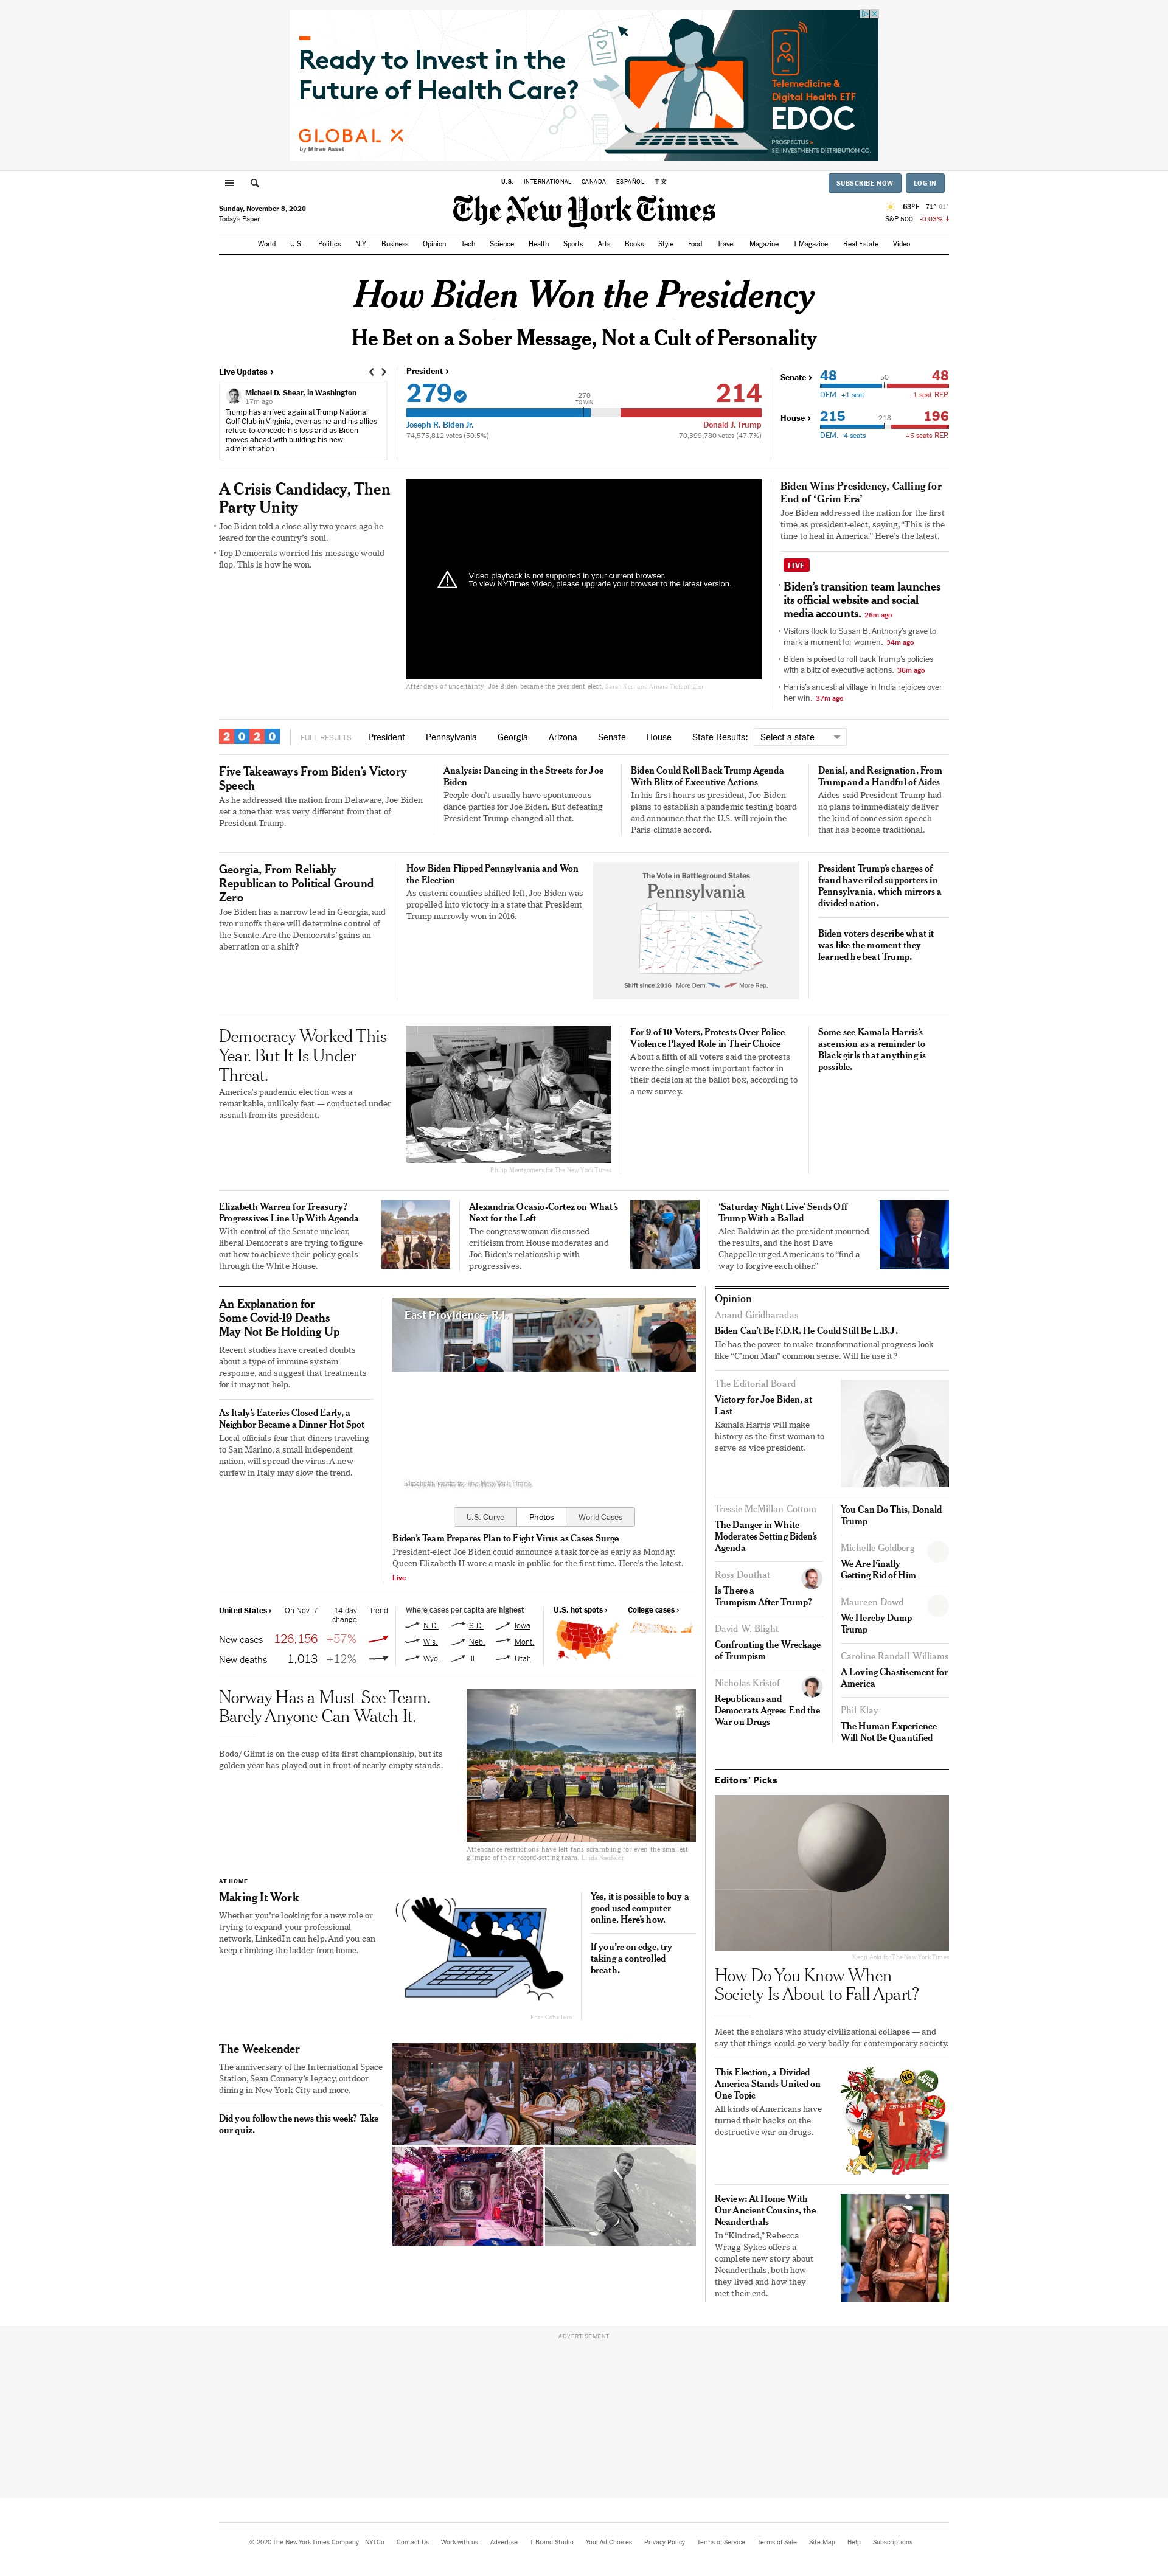 Ready to Invest in the
Future of Health Care?
GLOBAL X
by Mirae Asset
Telemedicine &
Digital Health ETF
EDOC
PROSPECTUS >
SEI INVESTMENTS DISTRIBUTION CO.
U.S.
INTERNATIONAL
CANADA
ESPAÑOL
中文
SUBSCRIBE NOW
LOG IN
Sunday, November 8, 2020
Today's Paper
The New York Times
63°F 71° 61°
S&P 500 -0.03% ↓
World U.S. Politics N.Y. Business Opinion Tech Science Health Sports Arts Books Style Food Travel Magazine T Magazine Real Estate Video
How Biden Won the Presidency
He Bet on a Sober Message, Not a Cult of Personality
Live Updates ›
Michael D. Shear, in Washington
17m ago
Trump has arrived again at Trump National
Golf Club in Virginia, even as he and his allies
refuse to concede his loss and as Biden
moves ahead with building his new
administration.
President ›
279
270
TO WIN
214
Joseph R. Biden Jr.
Donald J. Trump
74,575,812 votes (50.5%)
70,399,780 votes (47.7%)
Senate ›
48
50
48
DEM. +1 seat
-1 seat REP.
House ›
215
218
196
DEM. -4 seats
+5 seats REP.
A Crisis Candidacy, Then
Party Unity
• Joe Biden told a close ally two years ago he
feared for the country's soul.
• Top Democrats worried his message would
flop. This is how he won.
Video playback is not supported in your current browser.
To view NYTimes Video, please upgrade your browser to the latest version.
After days of uncertainty, Joe Biden became the president-elect. Sarah Kerr and Ainara Tiefenthäler
Biden Wins Presidency, Calling for
End of ‘Grim Era’
Joe Biden addressed the nation for the first
time as president-elect, saying, “This is the
time to heal in America.” Here's the latest.
LIVE
• Biden's transition team launches
its official website and social
media accounts. 26m ago
• Visitors flock to Susan B. Anthony's grave to
mark a moment for women. 34m ago
• Biden is poised to roll back Trump's policies
with a blitz of executive actions. 36m ago
• Harris's ancestral village in India rejoices over
her win. 37m ago
2020
FULL RESULTS President Pennsylvania Georgia Arizona Senate House State Results: Select a state
Five Takeaways From Biden's Victory
Speech
As he addressed the nation from Delaware, Joe Biden
set a tone that was very different from that of
President Trump.
Analysis: Dancing in the Streets for Joe
Biden
People don't usually have spontaneous
dance parties for Joe Biden. But defeating
President Trump changed all that.
Biden Could Roll Back Trump Agenda
With Blitz of Executive Actions
In his first hours as president, Joe Biden
plans to establish a pandemic testing board
and announce that the U.S. will rejoin the
Paris climate accord.
Denial, and Resignation, From
Trump and a Handful of Aides
Aides said President Trump had
no plans to immediately deliver
the kind of concession speech
that has become traditional.
Georgia, From Reliably
Republican to Political Ground
Zero
Joe Biden has a narrow lead in Georgia, and
two runoffs there will determine control of
the Senate. Are the Democrats' gains an
aberration or a shift?
How Biden Flipped Pennsylvania and Won
the Election
As eastern counties shifted left, Joe Biden was
propelled into victory in a state that President
Trump narrowly won in 2016.
The Vote in Battleground States
Pennsylvania
Shift since 2016 More Dem. More Rep.
President Trump's charges of
fraud have riled supporters in
Pennsylvania, which mirrors a
divided nation.
Biden voters describe what it
was like the moment they
learned he beat Trump.
Democracy Worked This
Year. But It Is Under
Threat.
America's pandemic election was a
remarkable, unlikely feat — conducted under
assault from its president.
Philip Montgomery for The New York Times
For 9 of 10 Voters, Protests Over Police
Violence Played Role in Their Choice
About a fifth of all voters said the protests
were the single most important factor in
their decision at the ballot box, according to
a new survey.
Some see Kamala Harris's
ascension as a reminder to
Black girls that anything is
possible.
Elizabeth Warren for Treasury?
Progressives Line Up With Agenda
With control of the Senate unclear,
liberal Democrats are trying to figure
out how to achieve their policy goals
through the White House.
Alexandria Ocasio-Cortez on What's
Next for the Left
The congresswoman discussed
criticism from House moderates and
Joe Biden's relationship with
progressives.
‘Saturday Night Live’ Sends Off
Trump With a Ballad
Alec Baldwin as the president mourned
the results, and the host Dave
Chappelle urged Americans to “find a
way to forgive each other.”
An Explanation for
Some Covid-19 Deaths
May Not Be Holding Up
Recent studies have created doubts
about a type of immune system
response, and suggest that treatments
for it may not help.
As Italy's Eateries Closed Early, a
Neighbor Became a Dinner Hot Spot
Local officials fear that diners traveling
to San Marino, a small independent
nation, will spread the virus. A new
curfew in Italy may slow the trend.
East Providence, R.I.
Elizabeth Frantz for The New York Times
U.S. Curve
Photos
World Cases
Biden's Team Prepares Plan to Fight Virus as Cases Surge
President-elect Joe Biden could announce a task force as early as Monday.
Queen Elizabeth II wore a mask in public for the first time. Here's the latest.
Live
United States › On Nov. 7 14-day
change Trend
New cases 126,156 +57%
New deaths 1,013 +12%
Where cases per capita are highest
N.D. S.D. Iowa
Wis. Neb. Mont.
Wyo. Ill. Utah
U.S. hot spots ›
College cases ›
Norway Has a Must-See Team.
Barely Anyone Can Watch It.
Bodo/Glimt is on the cusp of its first championship, but its
golden year has played out in front of nearly empty stands.
Attendance restrictions have left fans scrambling for even the smallest
glimpse of their record-setting team. Linda Næsfeldt
AT HOME
Making It Work
Whether you're looking for a new role or
trying to expand your professional
network, LinkedIn can help. And you can
keep climbing the ladder from home.
Fran Caballero
Yes, it is possible to buy a
good used computer
online. Here's how.
If you're on edge, try
taking a controlled
breath.
The Weekender
The anniversary of the International Space
Station, Sean Connery's legacy, outdoor
dining in New York City and more.
Did you follow the news this week? Take
our quiz.
Opinion
Anand Giridharadas
Biden Can't Be F.D.R. He Could Still Be L.B.J.
He has the power to make transformational progress look
like “C'mon Man” common sense. Will he use it?
The Editorial Board
Victory for Joe Biden, at
Last
Kamala Harris will make
history as the first woman to
serve as vice president.
Tressie McMillan Cottom
The Danger in White
Moderates Setting Biden's
Agenda
Ross Douthat
Is There a
Trumpism After Trump?
David W. Blight
Confronting the Wreckage
of Trumpism
Nicholas Kristof
Republicans and
Democrats Agree: End the
War on Drugs
You Can Do This, Donald
Trump
Michelle Goldberg
We Are Finally
Getting Rid of Him
Maureen Dowd
We Hereby Dump
Trump
Caroline Randall Williams
A Loving Chastisement for
America
Phil Klay
The Human Experience
Will Not Be Quantified
Editors' Picks
Kenji Aoki for The New York Times
How Do You Know When
Society Is About to Fall Apart?
Meet the scholars who study civilizational collapse — and
say that things could go very badly for contemporary society.
This Election, a Divided
America Stands United on
One Topic
All kinds of Americans have
turned their backs on the
destructive war on drugs.
NO
1
DARE
Review: At Home With
Our Ancient Cousins, the
Neanderthals
In “Kindred,” Rebecca
Wragg Sykes offers a
complete new story about
Neanderthals, both how
they lived and how they
met their end.
ADVERTISEMENT
© 2020 The New York Times Company NYTCo Contact Us Work with us Advertise T Brand Studio Your Ad Choices Privacy Policy Terms of Service Terms of Sale Site Map Help Subscriptions